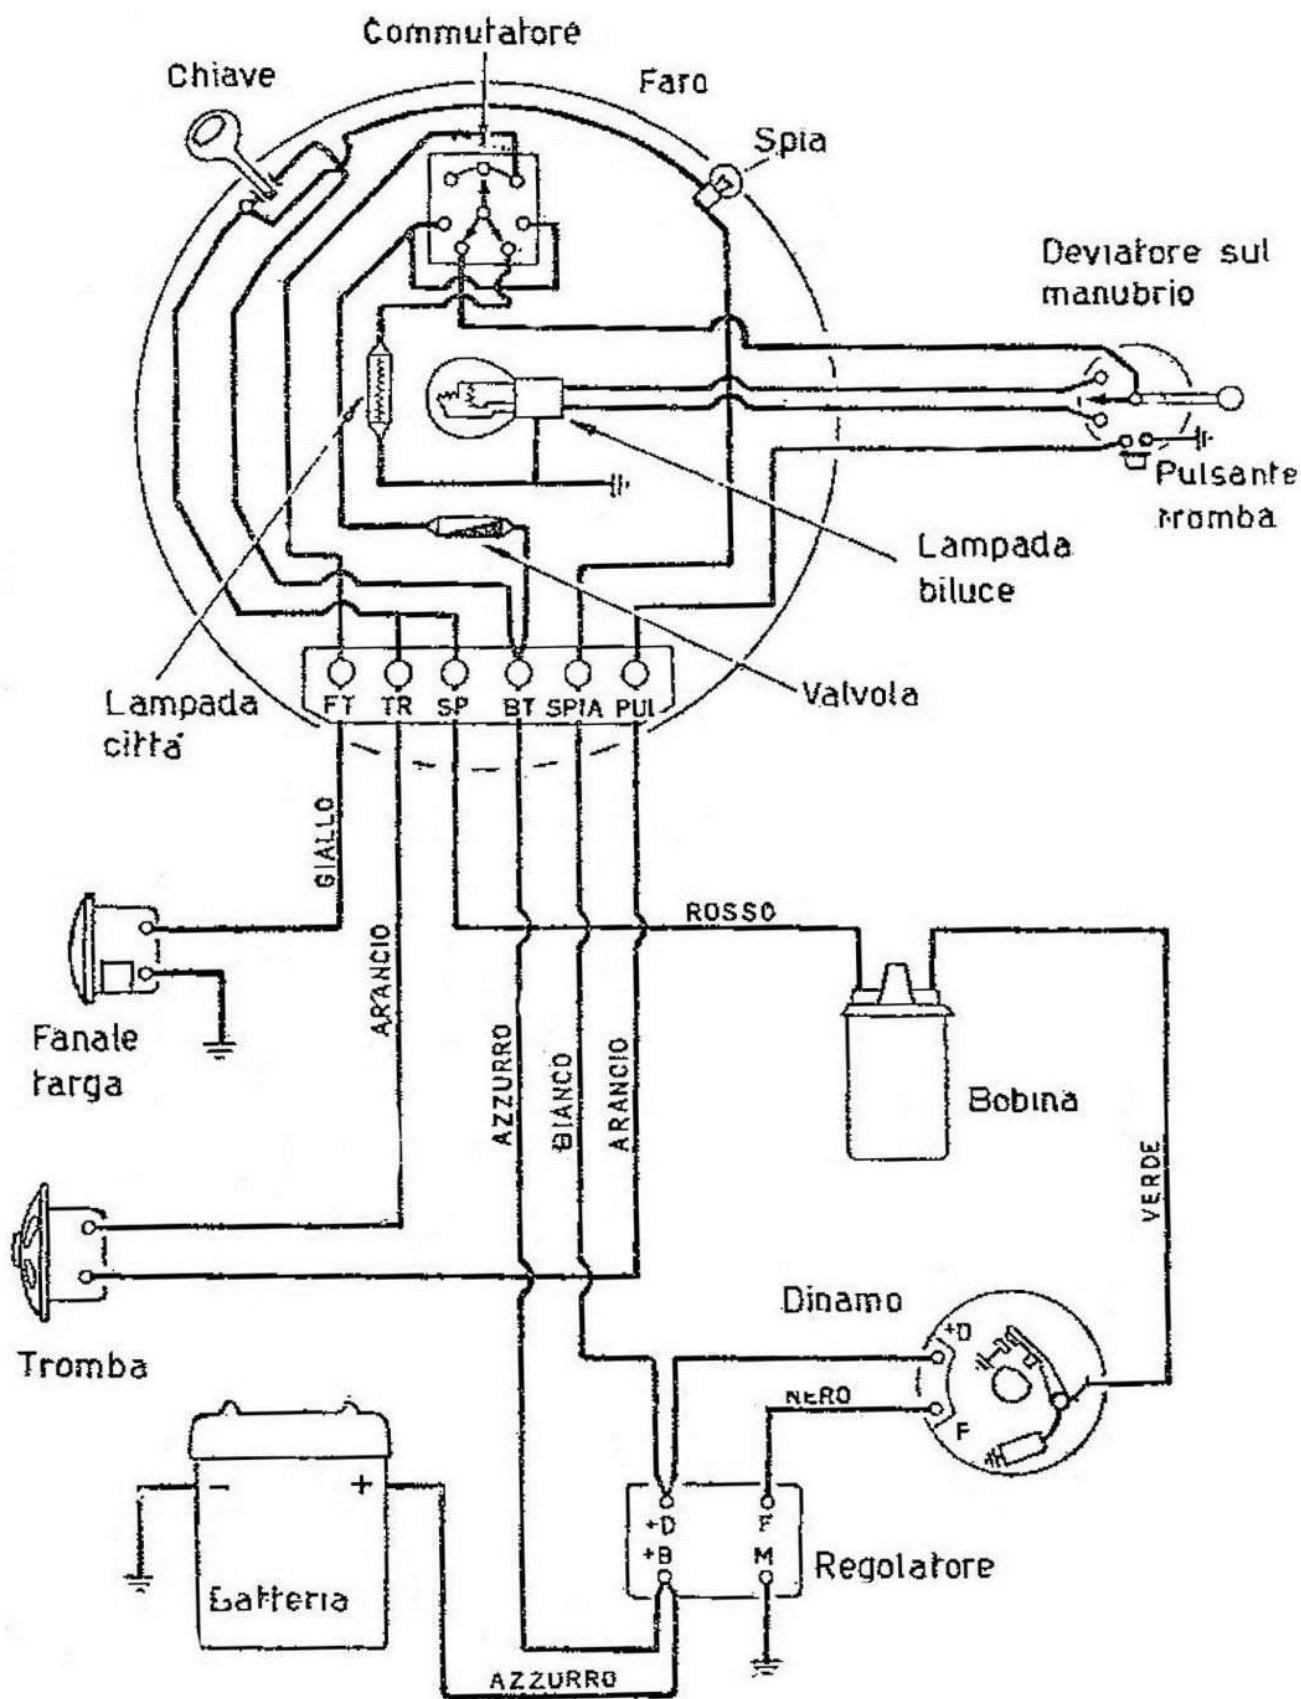 Commutatore
Chiave
Faro
Spia
Deviatore sul
manubrio
Pulsante
tromba
Lampada
biluce
Valvola
Lampada
città
FT TR SP BT SPIA PUL
GIALLO
ARANCIO
ROSSO
AZZURRO
BIANCO
ARANCIO
VERDE
Fanale
targa
Bobina
Tromba
Dinamo
+D
F
NERO
- +
Batteria
+D F
+B M
Regolatore
AZZURRO